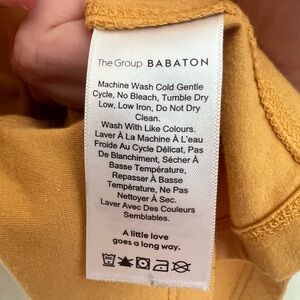 The Group BABATON
Machine Wash Cold Gentle
Cycle, No Bleach, Tumble Dry
Low, Low Iron, Do Not Dry
Clean.
Wash With Like Colours.
Laver À La Machine À L'eau
Froide Au Cycle Délicat, Pas
De Blanchiment, Sécher À
Basse Température,
Repasser À Basse
Température, Ne Pas
Nettoyer À Sec.
Laver Avec Des Couleurs
Semblables.
A little love
goes a long way.